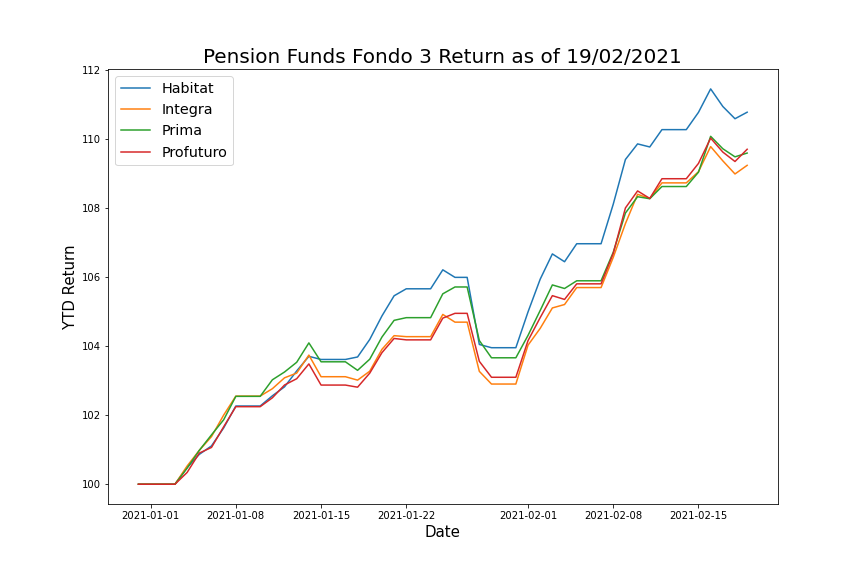 Pension Funds Fondo 3 Return as of 19/02/2021
Habitat
Integra
Prima
Profuturo
YTD Return
112
110
108
106
104
102
100
2021-01-01
2021-01-08
2021-01-15
2021-01-22
2021-02-01
2021-02-08
2021-02-15
Date